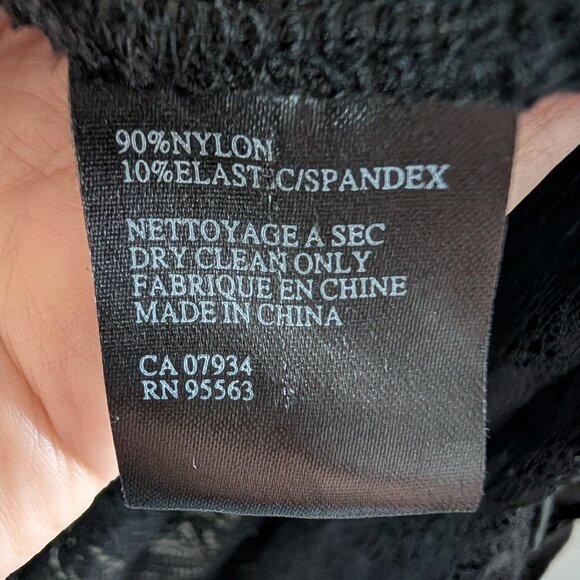 90%NYLON
10%ELASTIC/SPANDEX
NETTOYAGE A SEC
DRY CLEAN ONLY
FABRIQUE EN CHINE
MADE IN CHINA
CA 07934
RN 95563